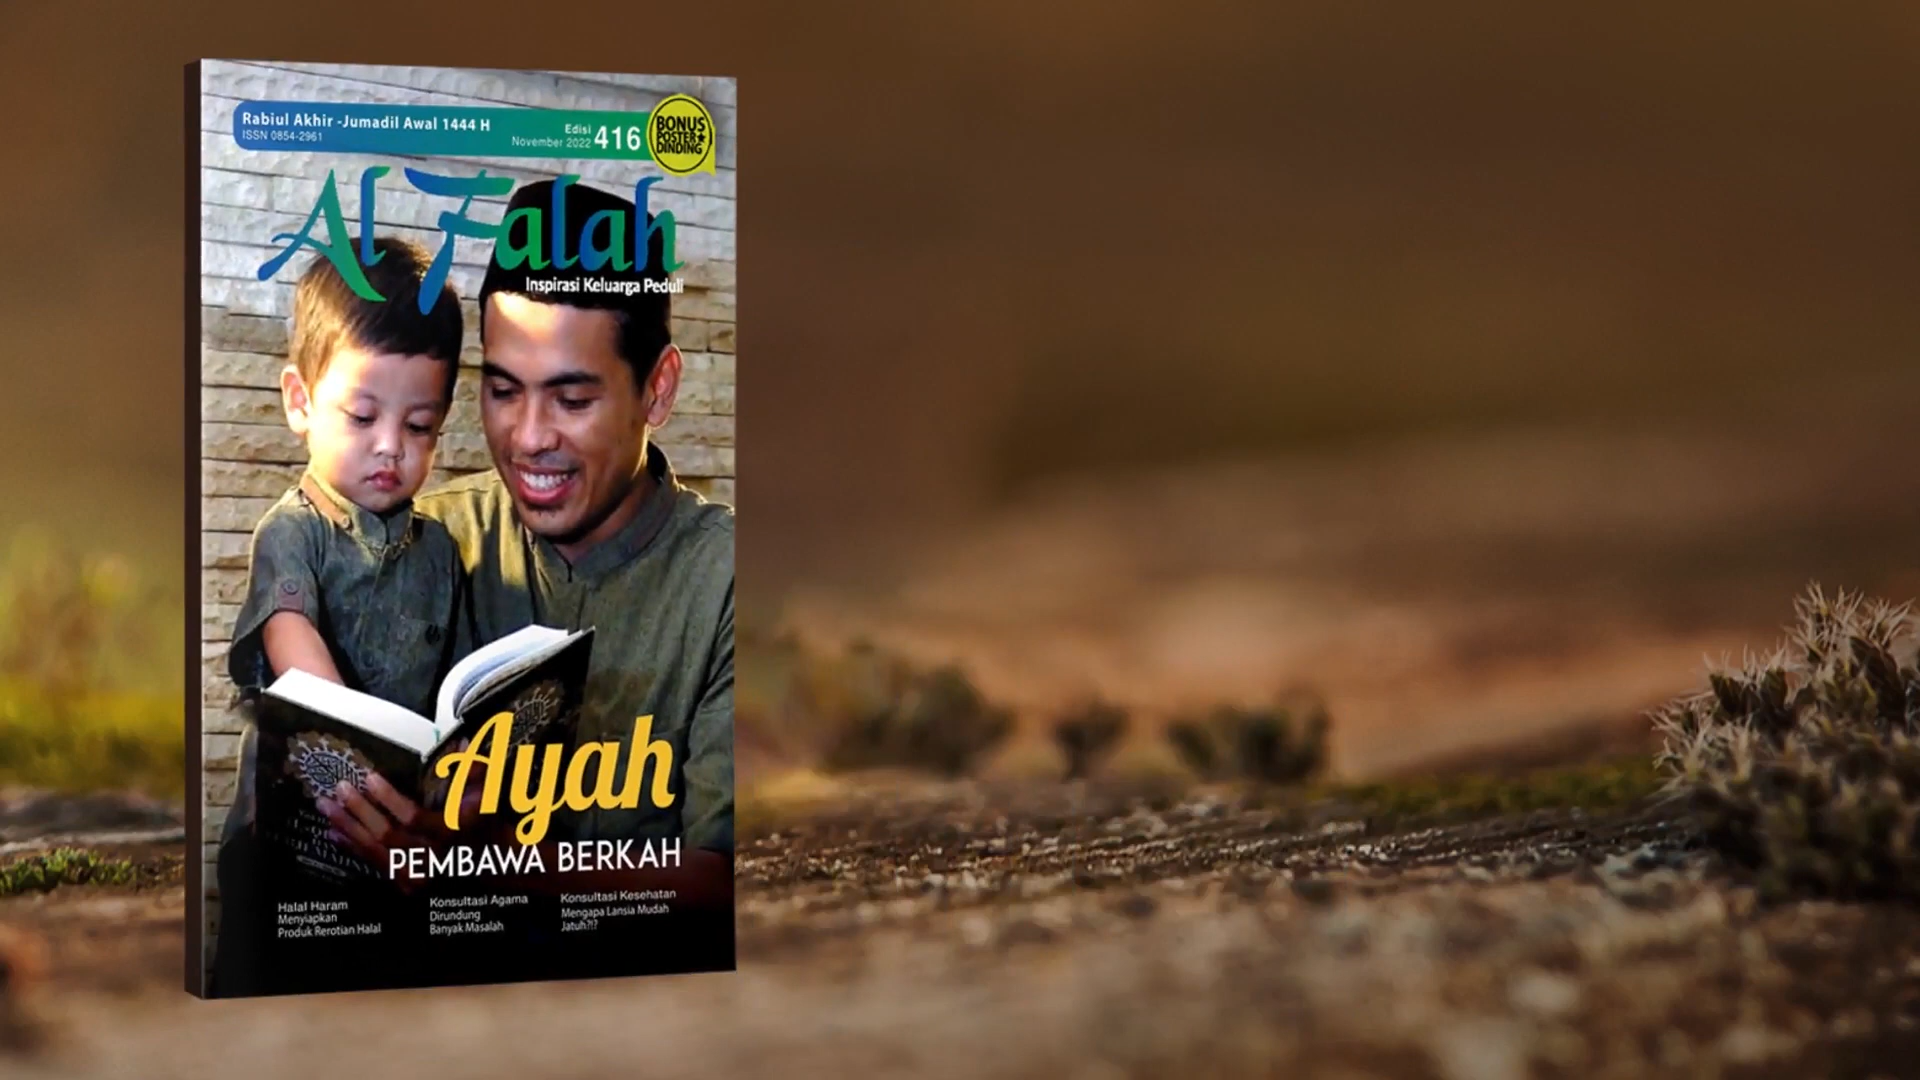 Rabiul Akhir -Jumadil Awal 1444 H
ISSN 0854-2961
Edisi
November 2022
416
BONUS
POSTER
DINDING
Al Falah
Inspirasi Keluarga Peduli
Ayah
PEMBAWA BERKAH
Halal Haram
Menyiapkan
Produk Rerotian Halal
Konsultasi Agama
Dirundung
Banyak Masalah
Konsultasi Kesehatan
Mengapa Lansia Mudah
Jatuh?!?